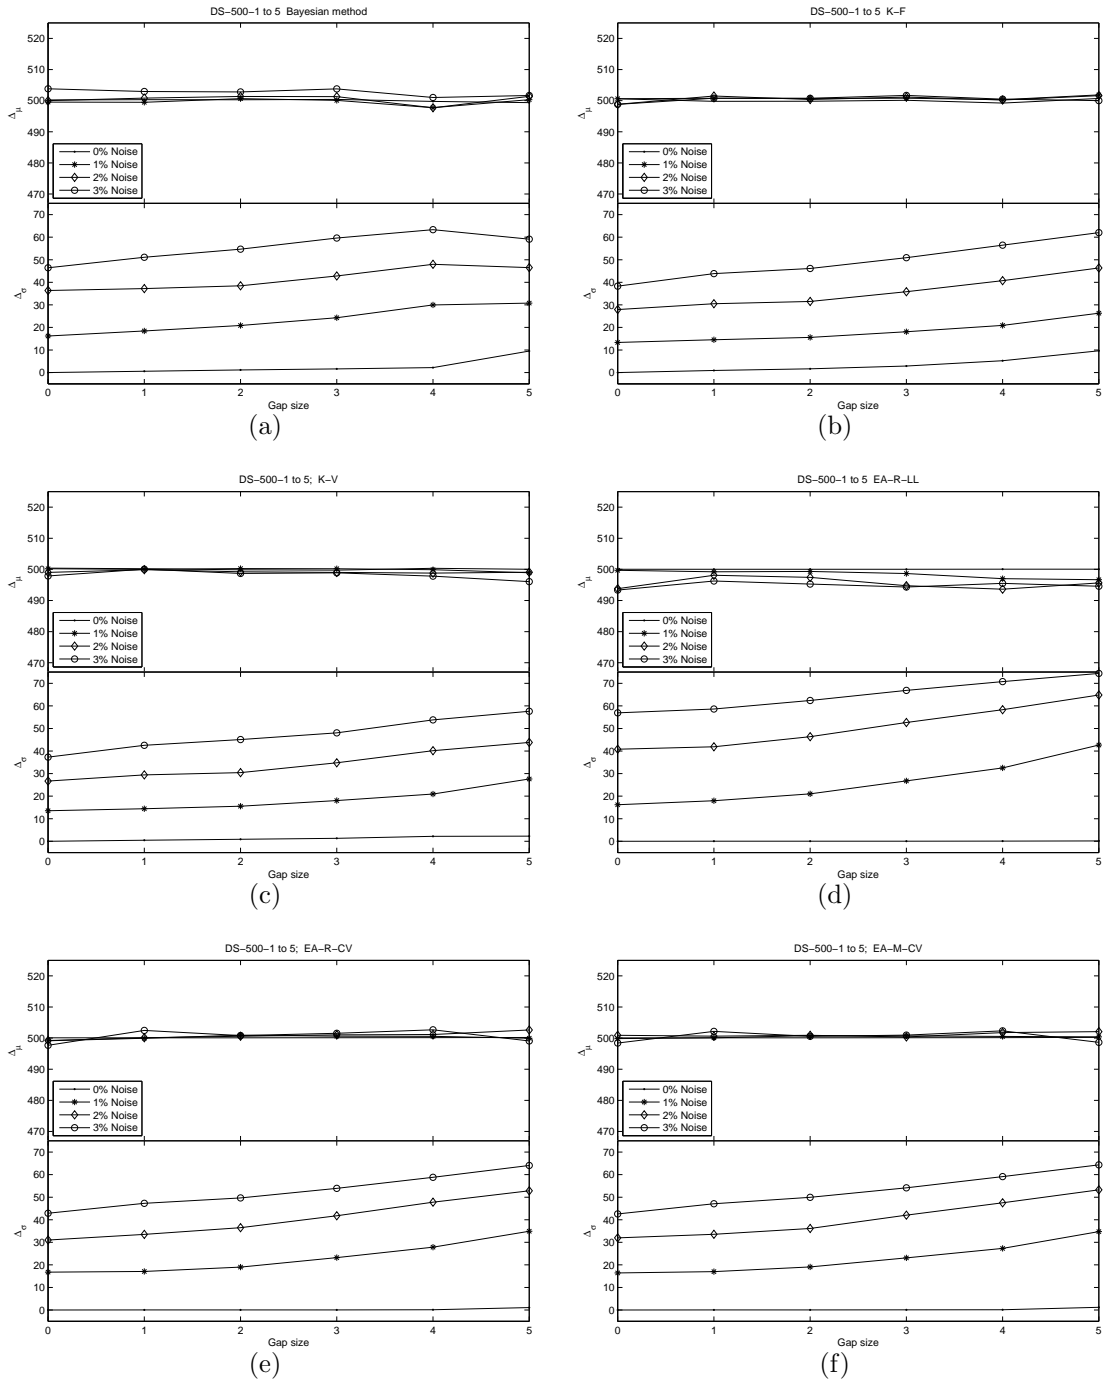 DS−500−1 to 5 Bayesian method
520
510
500
490
480
470
Δμ
0% Noise
1% Noise
2% Noise
3% Noise
70
60
50
40
30
20
10
0
Δσ
0 1 2 3 4 5
Gap size
(a)
DS−500−1 to 5 K−F
520
510
500
490
480
470
Δμ
0% Noise
1% Noise
2% Noise
3% Noise
70
60
50
40
30
20
10
0
Δσ
0 1 2 3 4 5
Gap size
(b)
DS−500−1 to 5; K−V
520
510
500
490
480
470
Δμ
0% Noise
1% Noise
2% Noise
3% Noise
70
60
50
40
30
20
10
0
Δσ
0 1 2 3 4 5
Gap size
(c)
DS−500−1 to 5 EA−R−LL
520
510
500
490
480
470
Δμ
0% Noise
1% Noise
2% Noise
3% Noise
70
60
50
40
30
20
10
0
Δσ
0 1 2 3 4 5
Gap size
(d)
DS−500−1 to 5; EA−R−CV
520
510
500
490
480
470
Δμ
0% Noise
1% Noise
2% Noise
3% Noise
70
60
50
40
30
20
10
0
Δσ
0 1 2 3 4 5
Gap size
(e)
DS−500−1 to 5; EA−M−CV
520
510
500
490
480
470
Δμ
0% Noise
1% Noise
2% Noise
3% Noise
70
60
50
40
30
20
10
0
Δσ
0 1 2 3 4 5
Gap size
(f)